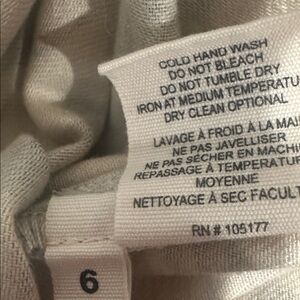 COLD HAND WASH
DO NOT BLEACH
DO NOT TUMBLE DRY
IRON AT MEDIUM TEMPERATU
DRY CLEAN OPTIONAL
LAVAGE À FROID À LA MAI
NE PAS JAVELLISER
NE PAS SÉCHER EN MACHI
REPASSAGE À TEMPÉRATU
MOYENNE
NETTOYAGE À SEC FACULT
RN # 105177
6